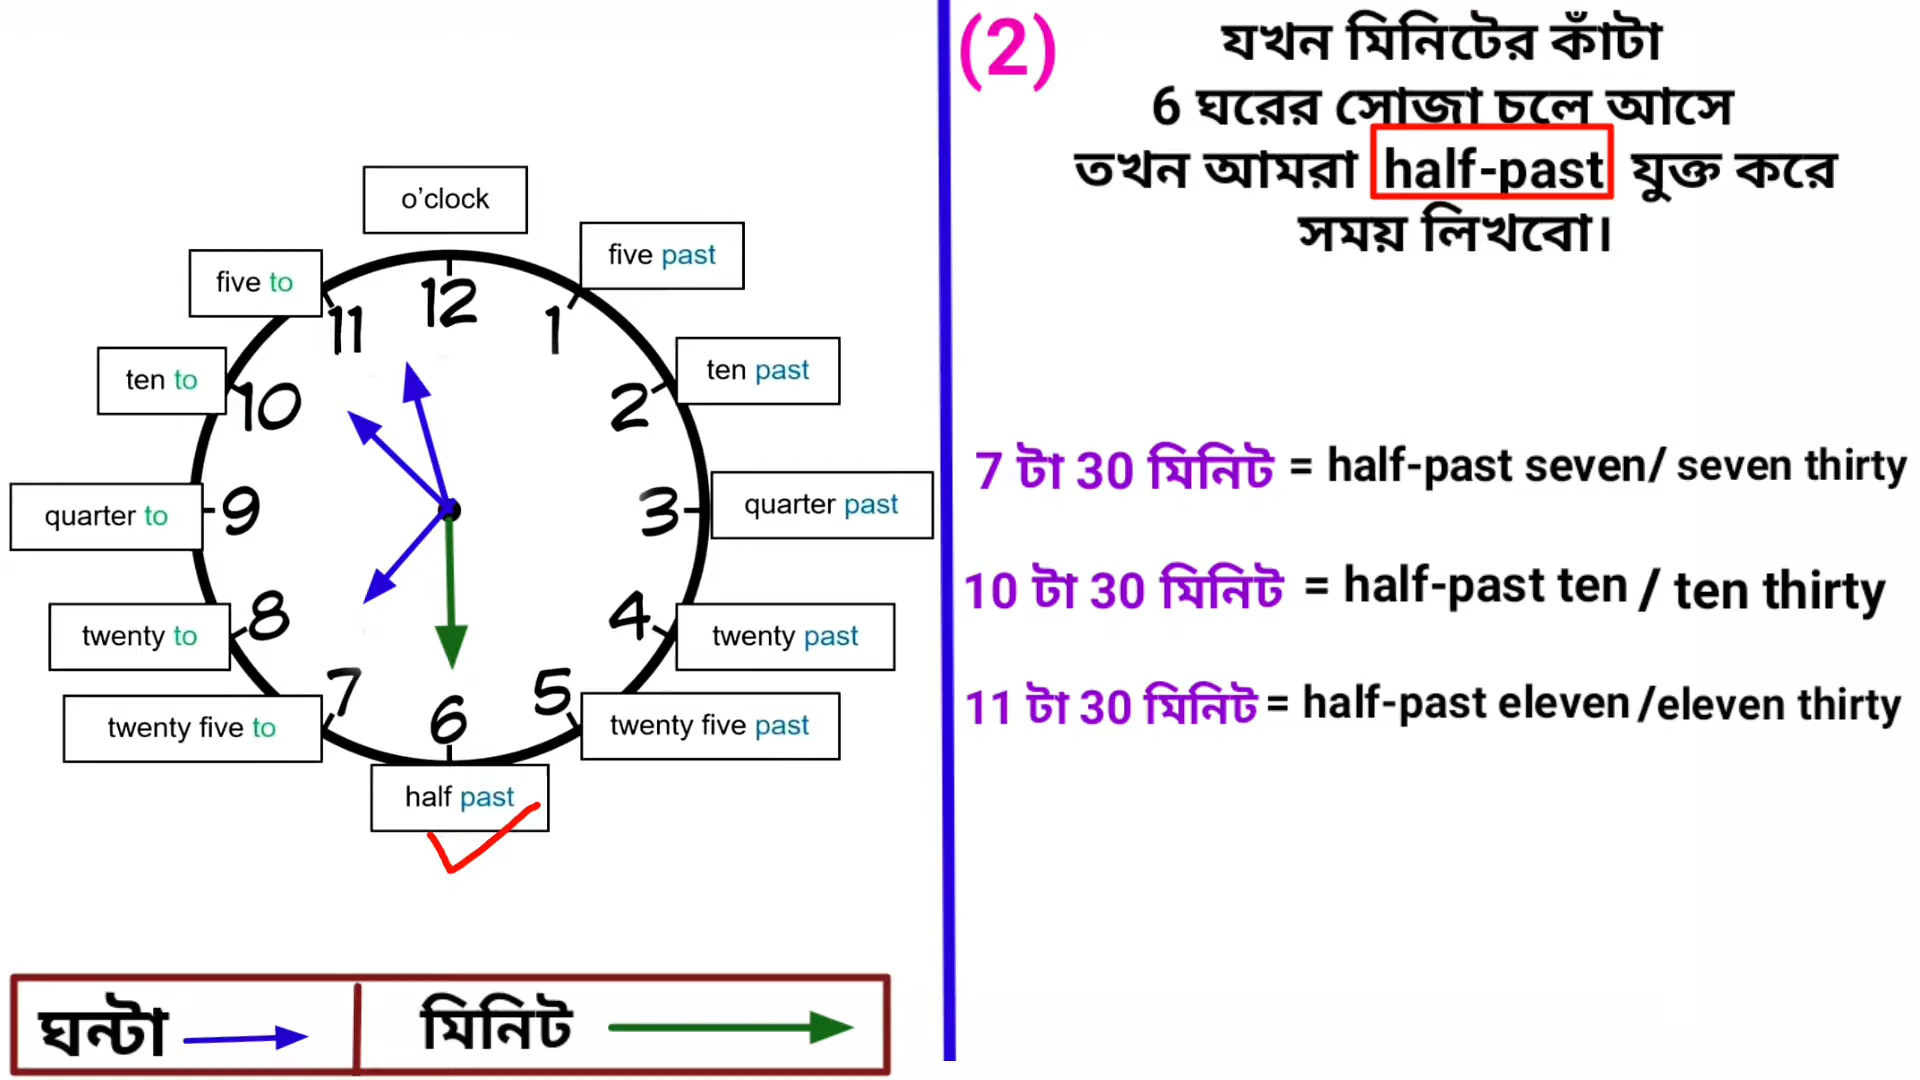 (2)
যখন মিনিটের কাঁটা
6 ঘরের সোজা চলে আসে
তখন আমরা half-past যুক্ত করে
সময় লিখবো।
o’clock
five past
five to
ten past
ten to
quarter past
quarter to
twenty past
twenty to
twenty five past
twenty five to
half past
12
1
2
3
4
5
6
7
8
9
10
11
7 টা 30 মিনিট = half-past seven/ seven thirty
10 টা 30 মিনিট = half-past ten / ten thirty
11 টা 30 মিনিট = half-past eleven /eleven thirty
ঘন্টা
মিনিট